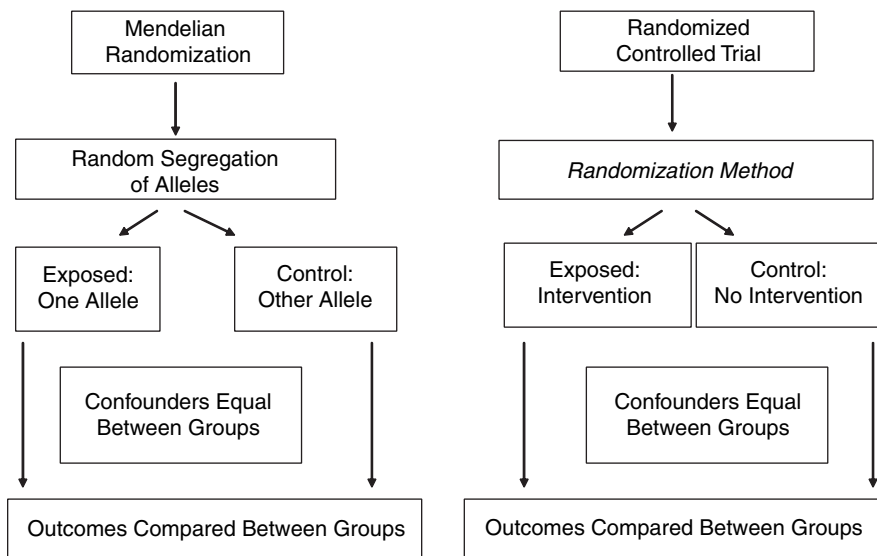 Mendelian
Randomization
Random Segregation
of Alleles
Exposed:
One Allele
Control:
Other Allele
Confounders Equal
Between Groups
Outcomes Compared Between Groups
Randomized
Controlled Trial
Randomization Method
Exposed:
Intervention
Control:
No Intervention
Confounders Equal
Between Groups
Outcomes Compared Between Groups